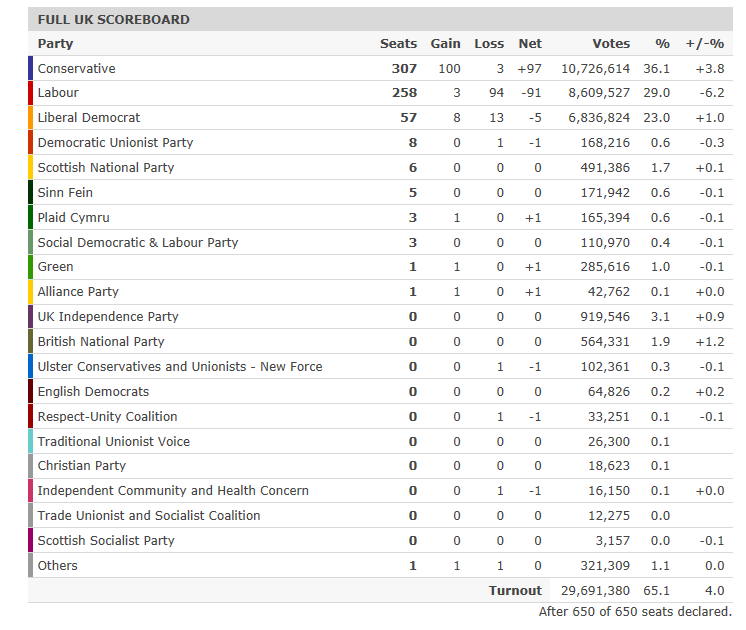 FULL UK SCOREBOARD
Party Seats Gain Loss Net Votes % +/-%
Conservative 307 100 3 +97 10,726,614 36.1 +3.8
Labour 258 3 94 -91 8,609,527 29.0 -6.2
Liberal Democrat 57 8 13 -5 6,836,824 23.0 +1.0
Democratic Unionist Party 8 0 1 -1 168,216 0.6 -0.3
Scottish National Party 6 0 0 0 491,386 1.7 +0.1
Sinn Fein 5 0 0 0 171,942 0.6 -0.1
Plaid Cymru 3 1 0 +1 165,394 0.6 -0.1
Social Democratic & Labour Party 3 0 0 0 110,970 0.4 -0.1
Green 1 1 0 +1 285,616 1.0 -0.1
Alliance Party 1 1 0 +1 42,762 0.1 +0.0
UK Independence Party 0 0 0 0 919,546 3.1 +0.9
British National Party 0 0 0 0 564,331 1.9 +1.2
Ulster Conservatives and Unionists - New Force 0 0 1 -1 102,361 0.3 -0.1
English Democrats 0 0 0 0 64,826 0.2 +0.2
Respect-Unity Coalition 0 0 1 -1 33,251 0.1 -0.1
Traditional Unionist Voice 0 0 0 0 26,300 0.1
Christian Party 0 0 0 0 18,623 0.1
Independent Community and Health Concern 0 0 1 -1 16,150 0.1 +0.0
Trade Unionist and Socialist Coalition 0 0 0 0 12,275 0.0
Scottish Socialist Party 0 0 0 0 3,157 0.0 -0.1
Others 1 1 1 0 321,309 1.1 0.0
Turnout 29,691,380 65.1 4.0
After 650 of 650 seats declared.